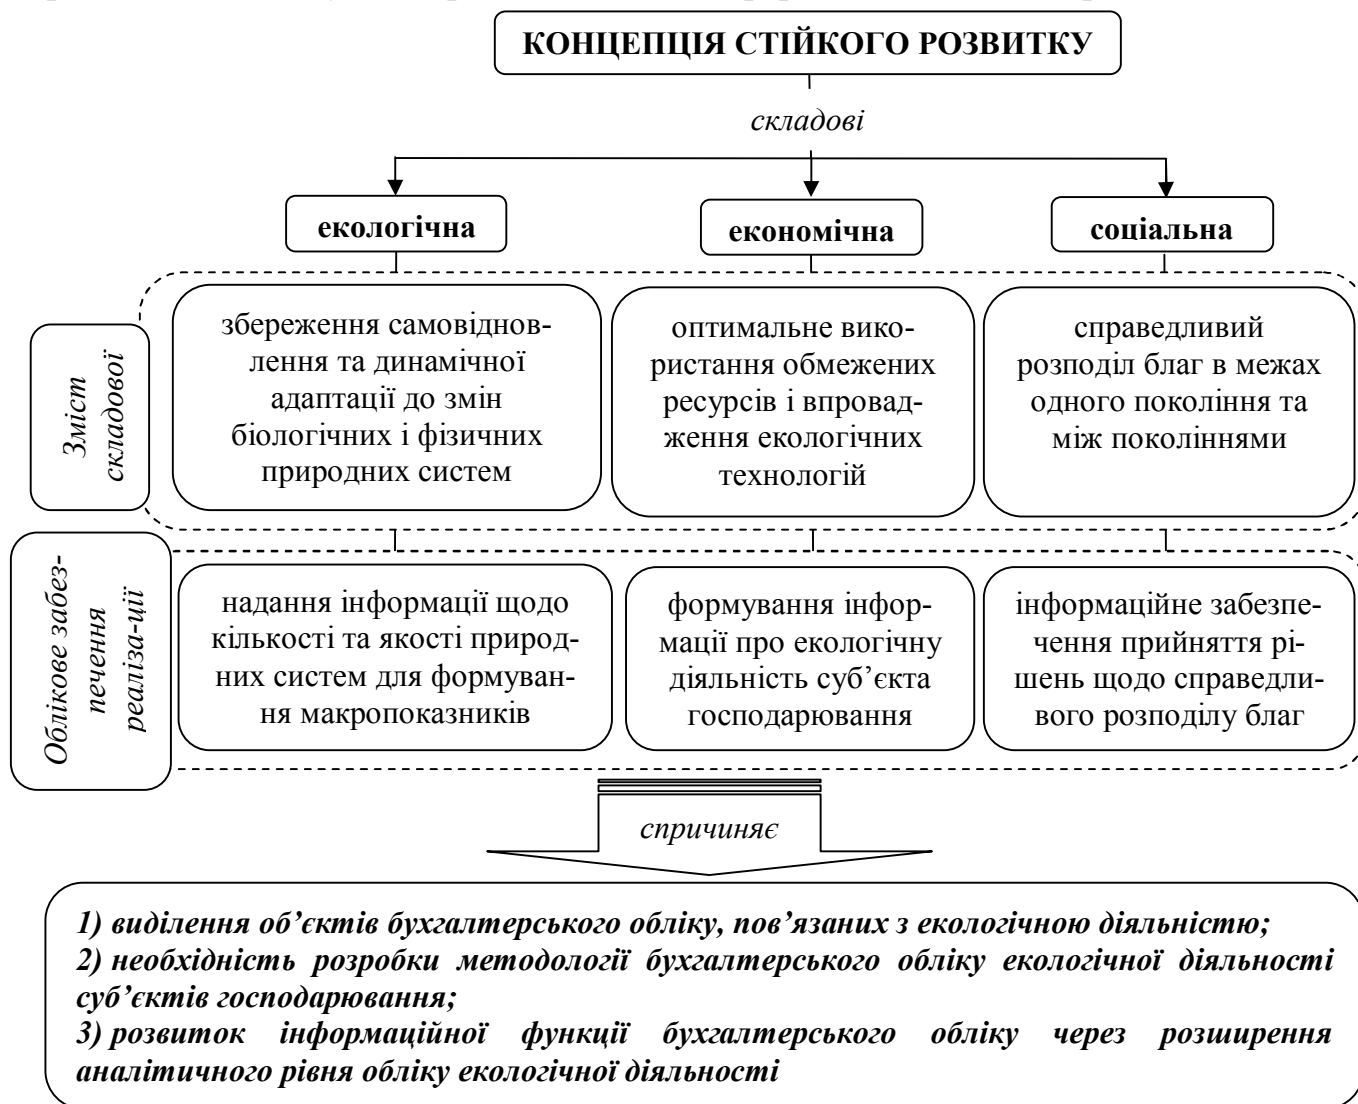 КОНЦЕПЦІЯ СТІЙКОГО РОЗВИТКУ
складові
екологічна
економічна
соціальна
Зміст
складової
збереження самовіднов-
лення та динамічної
адаптації до змін
біологічних і фізичних
природних систем
оптимальне вико-
ристання обмежених
ресурсів і впровад-
ження екологічних
технологій
справедливий
розподіл благ в межах
одного покоління та
між поколіннями
Облікове забез-
печення
реаліза-ції
надання інформації щодо
кількості та якості природ-
них систем для формуван-
ня макропоказників
формування інфор-
мації про екологічну
діяльність суб’єкта
господарювання
інформаційне забезпе-
чення прийняття рі-
шень щодо справедли-
вого розподілу благ
спричиняє
1) виділення об’єктів бухгалтерського обліку, пов’язаних з екологічною діяльністю;
2) необхідність розробки методології бухгалтерського обліку екологічної діяльності
суб’єктів господарювання;
3) розвиток інформаційної функції бухгалтерського обліку через розширення
аналітичного рівня обліку екологічної діяльності